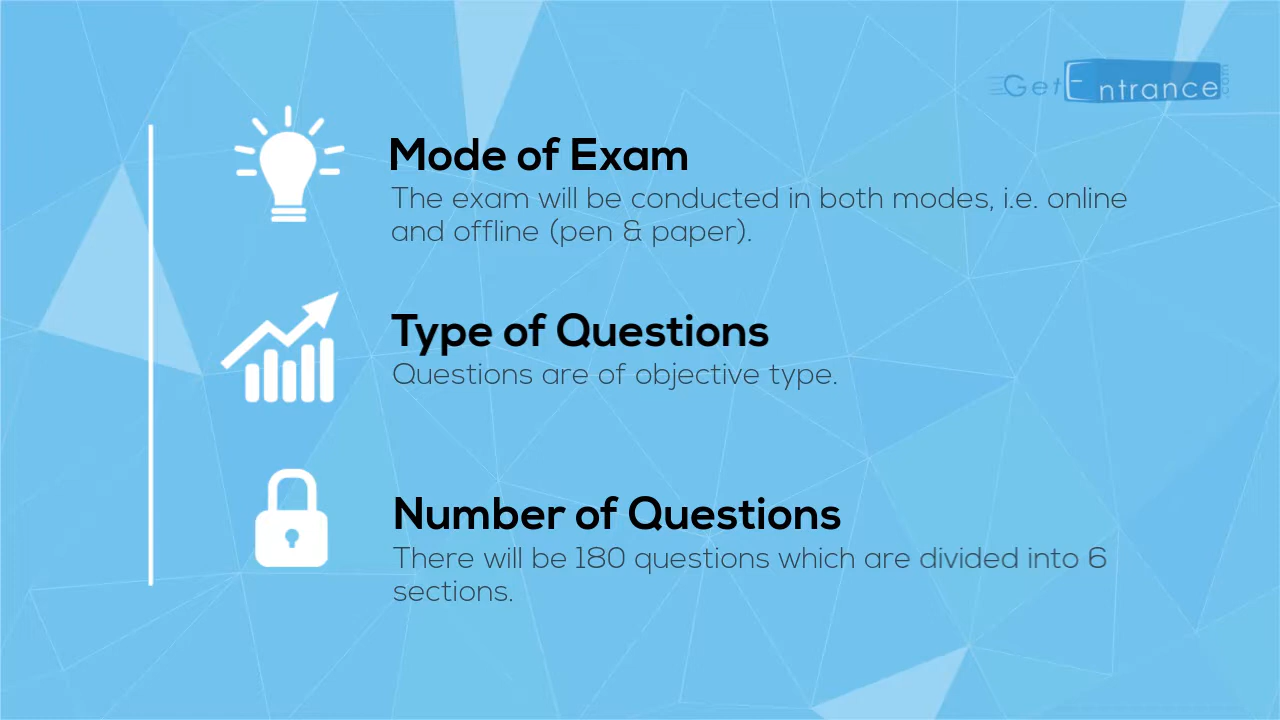 GetEntrance.com
Mode of Exam
The exam will be conducted in both modes, i.e. online
and offline (pen & paper).
Type of Questions
Questions are of objective type.
Number of Questions
There will be 180 questions which are divided into 6
sections.